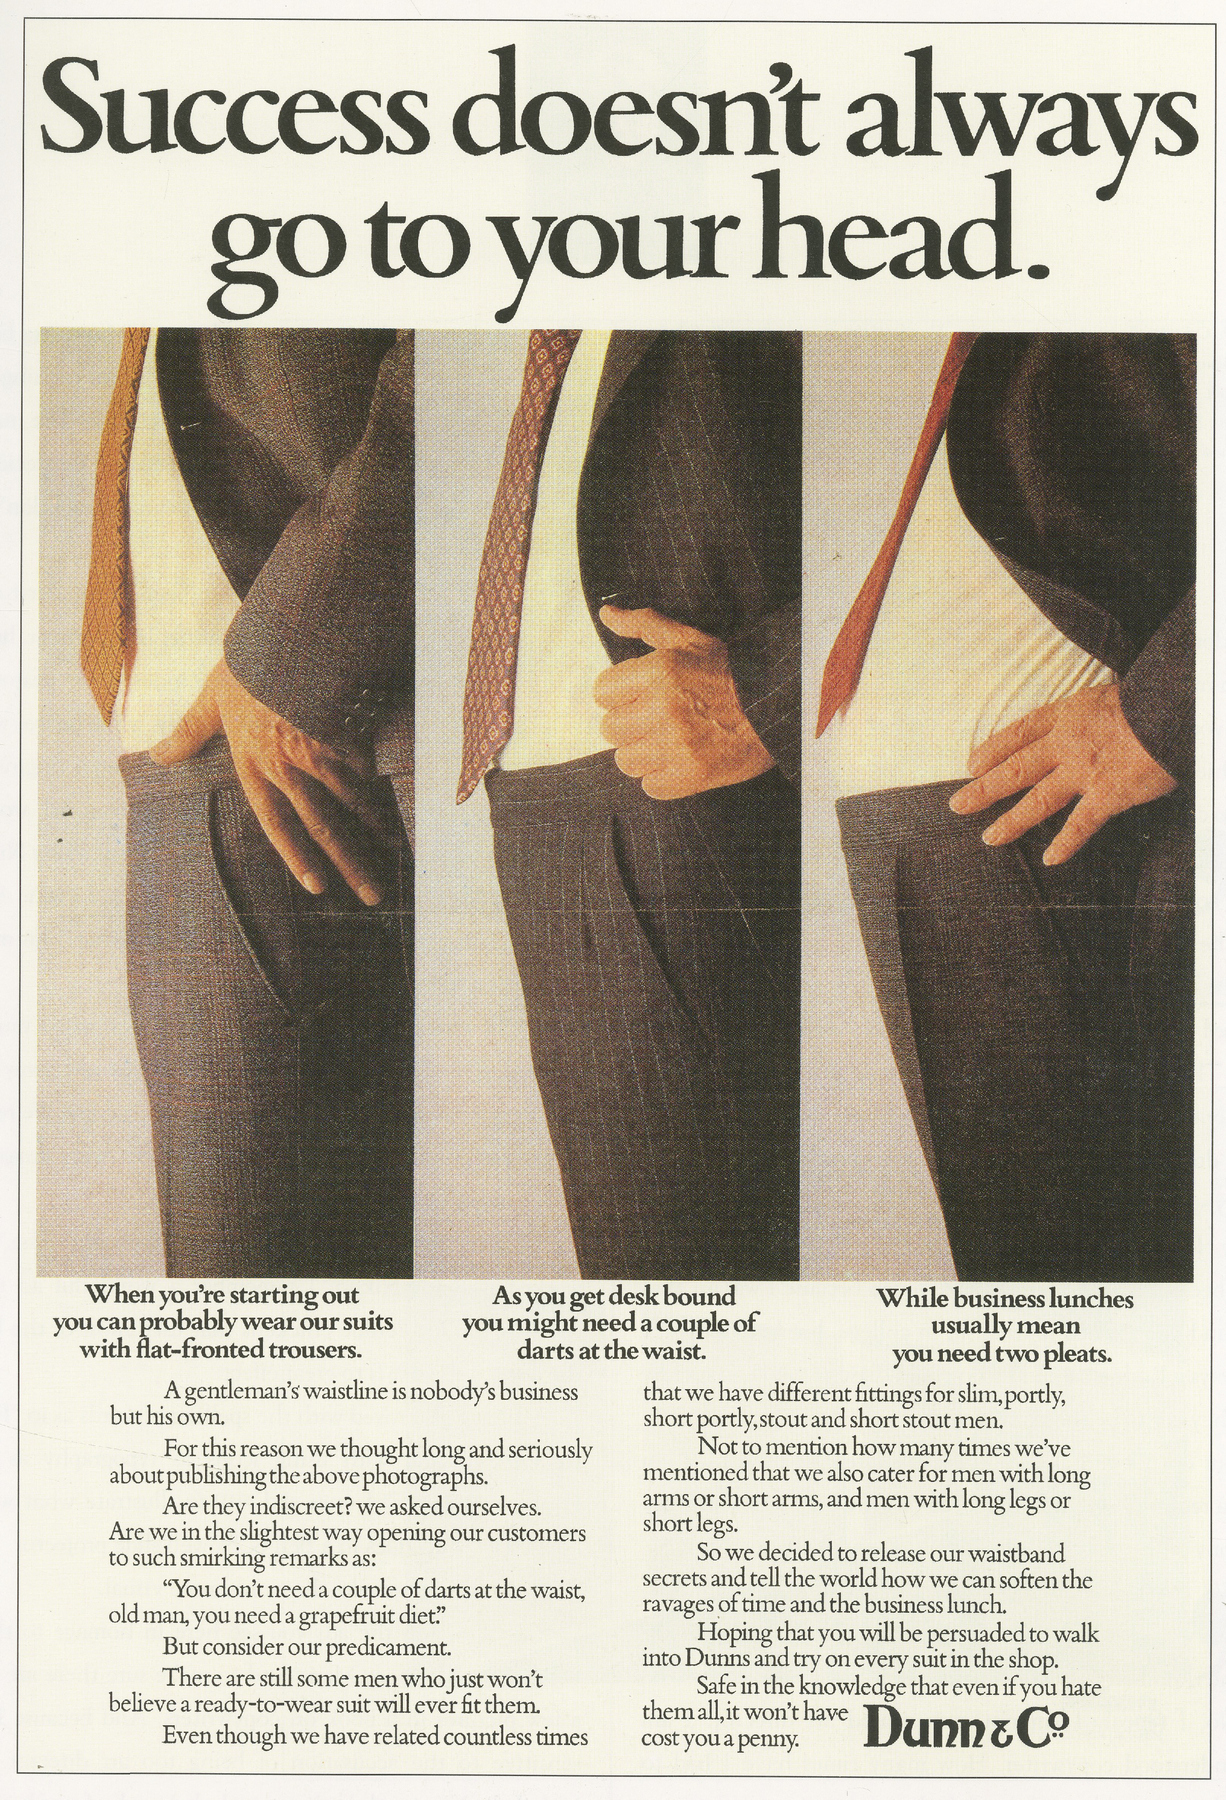 Success doesn't always
go to your head.
When you're starting out
you can probably wear our suits
with flat-fronted trousers.
As you get desk bound
you might need a couple of
darts at the waist.
While business lunches
usually mean
you need two pleats.
A gentleman's waistline is nobody's business
but his own.
For this reason we thought long and seriously
about publishing the above photographs.
Are they indiscreet? we asked ourselves.
Are we in the slightest way opening our customers
to such smirking remarks as:
“You don't need a couple of darts at the waist,
old man, you need a grapefruit diet.”
But consider our predicament.
There are still some men who just won't
believe a ready-to-wear suit will ever fit them.
Even though we have related countless times
that we have different fittings for slim, portly,
short portly, stout and short stout men.
Not to mention how many times we've
mentioned that we also cater for men with long
arms or short arms, and men with long legs or
short legs.
So we decided to release our waistband
secrets and tell the world how we can soften the
ravages of time and the business lunch.
Hoping that you will be persuaded to walk
into Dunns and try on every suit in the shop.
Safe in the knowledge that even if you hate
them all, it won't have
cost you a penny.
Dunn & Co